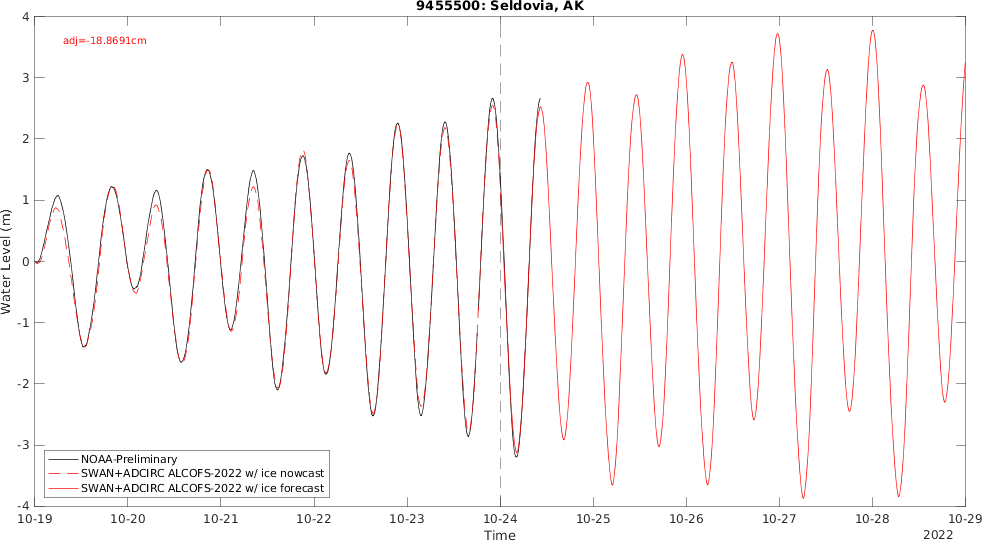 9455500: Seldovia, AK
adj=-18.8691cm
Water Level (m)
4
3
2
1
0
-1
-2
-3
-4
NOAA-Preliminary
SWAN+ADCIRC ALCOFS-2022 w/ ice nowcast
SWAN+ADCIRC ALCOFS-2022 w/ ice forecast
10-19 10-20 10-21 10-22 10-23 10-24 10-25 10-26 10-27 10-28 10-29
Time
2022